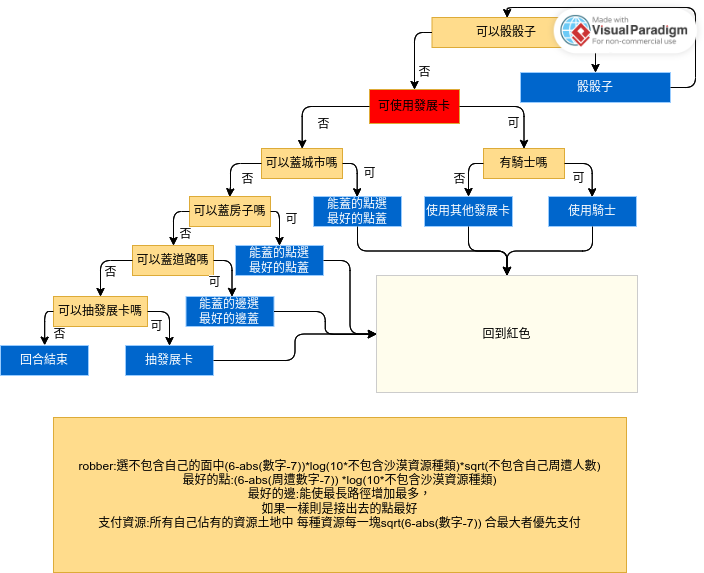 可以骰骰子
Made with
VisualParadigm
For non-commercial use
否
骰骰子
可使用發展卡
否
可
可以蓋城市嗎
有騎士嗎
否
可
否
可
可以蓋房子嗎
能蓋的點選
最好的點蓋
使用其他發展卡
使用騎士
否
可
可以蓋道路嗎
能蓋的點選
最好的點蓋
否
可
可以抽發展卡嗎
能蓋的邊選
最好的邊蓋
否
可
回合結束
抽發展卡
回到紅色
robber:選不包含自己的面中(6-abs(數字-7))*log(10*不包含沙漠資源種類)*sqrt(不包含自己周遭人數)
最好的點:(6-abs(周遭數字-7)) *log(10*不包含沙漠資源種類)
最好的邊:能使最長路徑增加最多，
如果一樣則是接出去的點最好
支付資源:所有自己佔有的資源土地中 每種資源每一塊sqrt(6-abs(數字-7)) 合最大者優先支付